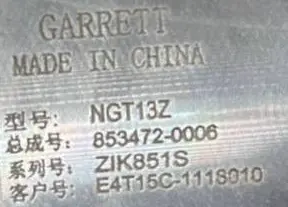 GARRETT
MADE IN CHINA
型号: NGT13Z
总成号: 853472-0006
系列号: ZIK851S
客户号: E4T15C-1118010